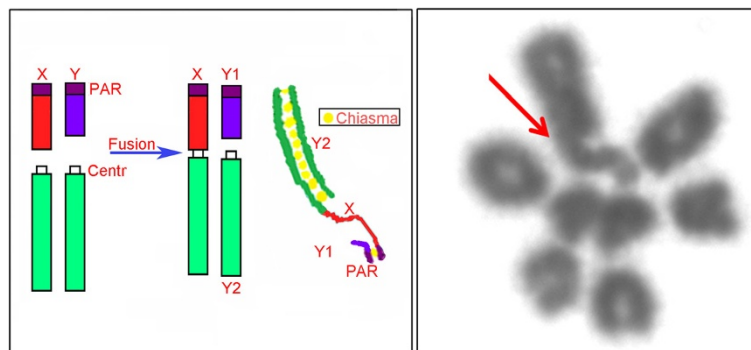 X Y
PAR
Fusion
Centr
X Y1
Y2
Chiasma
Y2
X
Y1
PAR